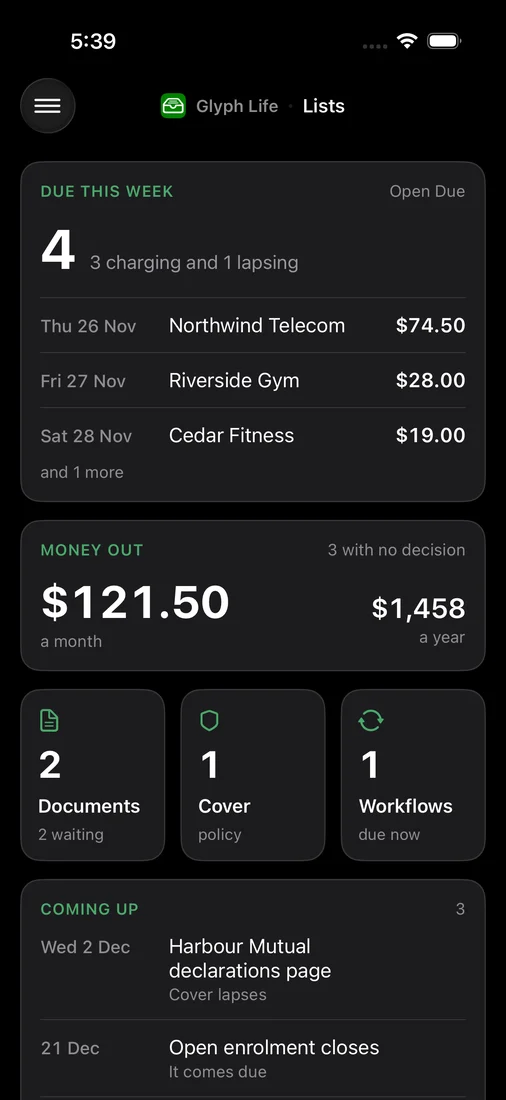 5:39
Glyph Life · Lists
DUE THIS WEEK Open Due
4 3 charging and 1 lapsing
Thu 26 Nov Northwind Telecom $74.50
Fri 27 Nov Riverside Gym $28.00
Sat 28 Nov Cedar Fitness $19.00
and 1 more
MONEY OUT 3 with no decision
$121.50 $1,458
a month a year
2 1 1
Documents Cover Workflows
2 waiting policy due now
COMING UP 3
Wed 2 Dec Harbour Mutual
declarations page
Cover lapses
21 Dec Open enrolment closes
It comes due